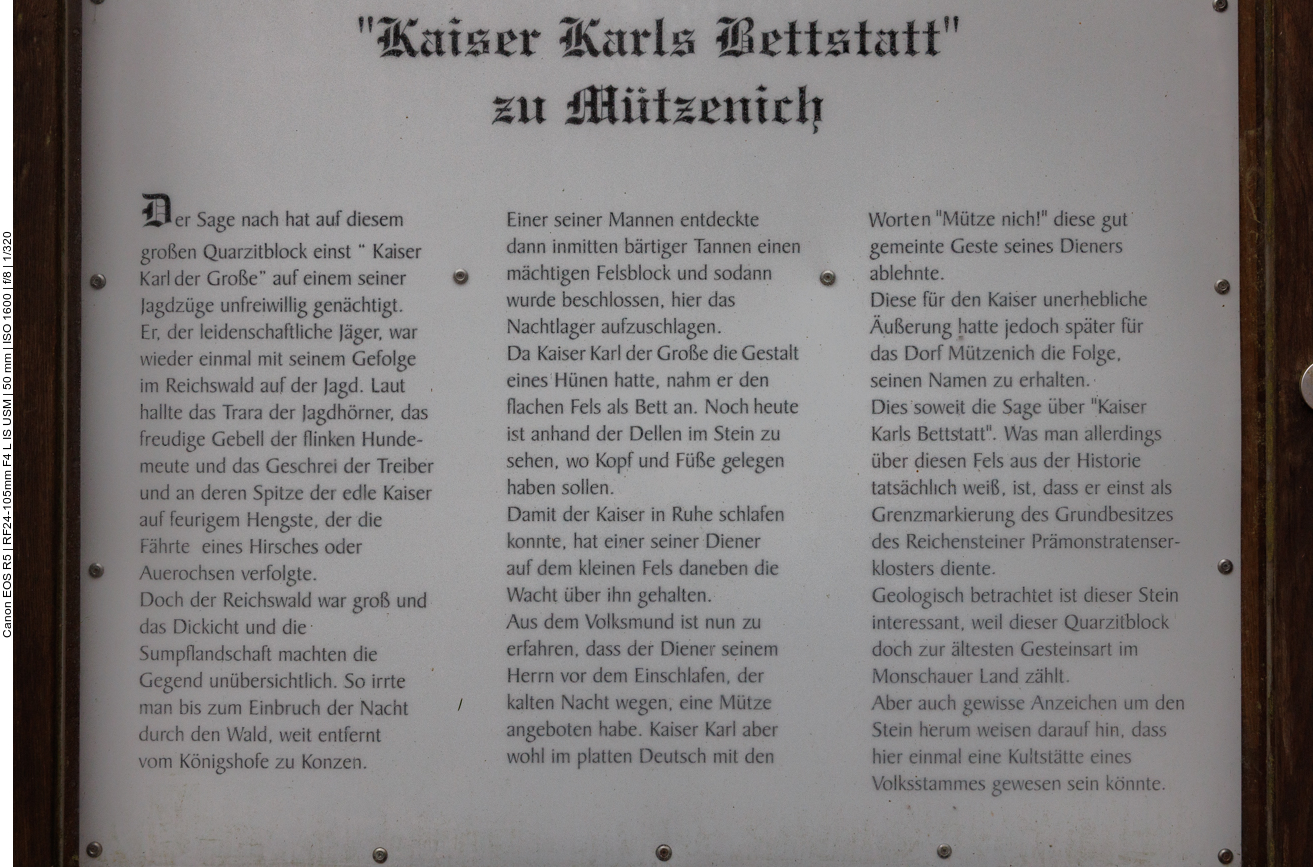 "Kaiser Karls Bettstatt"
zu Mützenich
Der Sage nach hat auf diesem
großen Quarzitblock einst " Kaiser
Karl der Große" auf einem seiner
Jagdzüge unfreiwillig genächtigt.
Er, der leidenschaftliche Jäger, war
wieder einmal mit seinem Gefolge
im Reichswald auf der Jagd. Laut
hallte das Trara der Jagdhörner, das
freudige Gebell der flinken Hunde-
meute und das Geschrei der Treiber
und an deren Spitze der edle Kaiser
auf feurigem Hengste, der die
Fährte eines Hirsches oder
Auerochsen verfolgte.
Doch der Reichswald war groß und
das Dickicht und die
Sumpflandschaft machten die
Gegend unübersichtlich. So irrte
man bis zum Einbruch der Nacht
durch den Wald, weit entfernt
vom Königshofe zu Konzen.
Einer seiner Mannen entdeckte
dann inmitten bärtiger Tannen einen
mächtigen Felsblock und sodann
wurde beschlossen, hier das
Nachtlager aufzuschlagen.
Da Kaiser Karl der Große die Gestalt
eines Hünen hatte, nahm er den
flachen Fels als Bett an. Noch heute
ist anhand der Dellen im Stein zu
sehen, wo Kopf und Füße gelegen
haben sollen.
Damit der Kaiser in Ruhe schlafen
konnte, hat einer seiner Diener
auf dem kleinen Fels daneben die
Wacht über ihn gehalten.
Aus dem Volksmund ist nun zu
erfahren, dass der Diener seinem
Herrn vor dem Einschlafen, der
kalten Nacht wegen, eine Mütze
angeboten habe. Kaiser Karl aber
wohl im platten Deutsch mit den
Worten "Mütze nich!" diese gut
gemeinte Geste seines Dieners
ablehnte.
Diese für den Kaiser unerhebliche
Äußerung hatte jedoch später für
das Dorf Mützenich die Folge,
seinen Namen zu erhalten.
Dies soweit die Sage über "Kaiser
Karls Bettstatt". Was man allerdings
über diesen Fels aus der Historie
tatsächlich weiß, ist, dass er einst als
Grenzmarkierung des Grundbesitzes
des Reichensteiner Prämonstratenser-
klosters diente.
Geologisch betrachtet ist dieser Stein
interessant, weil dieser Quarzitblock
doch zur ältesten Gesteinsart im
Monschauer Land zählt.
Aber auch gewisse Anzeichen um den
Stein herum weisen darauf hin, dass
hier einmal eine Kultstätte eines
Volksstammes gewesen sein könnte.
Canon EOS R5 | RF24-105mm F4 L IS USM | 50 mm | ISO 1600 | f/8 | 1/320